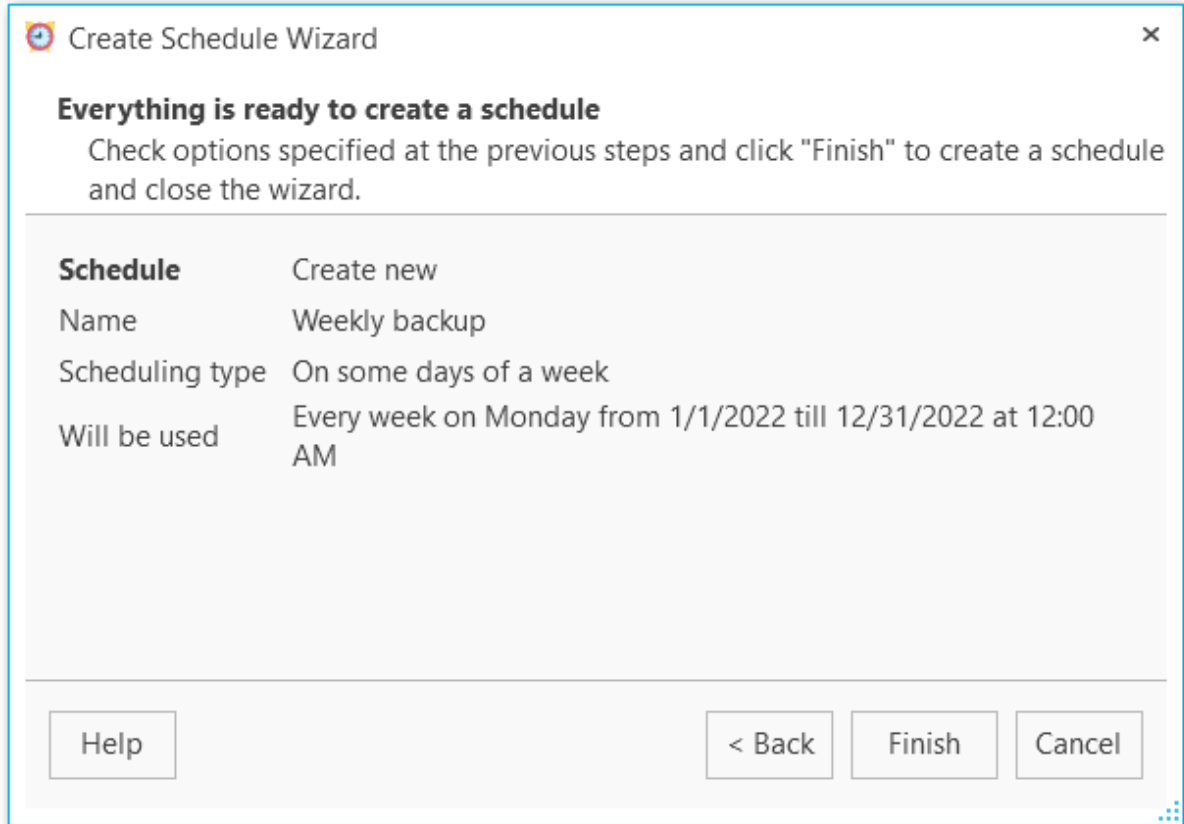 Create Schedule Wizard
Everything is ready to create a schedule
Check options specified at the previous steps and click "Finish" to create a schedule
and close the wizard.
Schedule Create new
Name Weekly backup
Scheduling type On some days of a week
Will be used Every week on Monday from 1/1/2022 till 12/31/2022 at 12:00
AM
Help < Back Finish Cancel